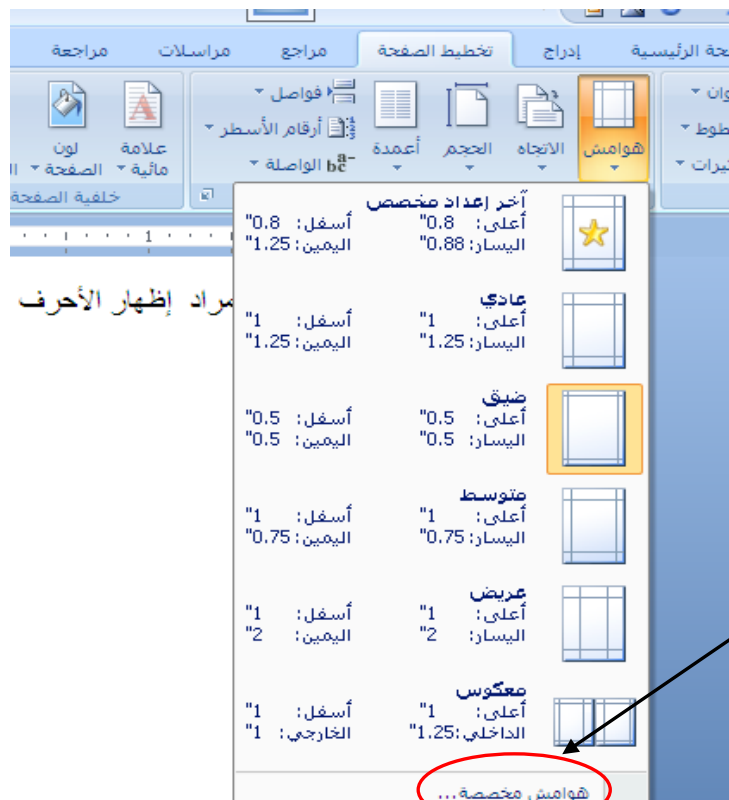 تخطيط الصفحة
إدراج
مراجع
مراسلات
مراجعة
هوامش
الاتجاه
الحجم
أعمدة
فواصل
أرقام الأسطر
الواصلة
علامة مائية
لون الصفحة
خلفية الصفحة
1
مراد إظهار الأحرف
آخر إعداد مخصص
أعلى: 0.8" أسفل: 0.8"
اليسار: 0.88" اليمين: 1.25"
عادي
أعلى: 1" أسفل: 1"
اليسار: 1.25" اليمين: 1.25"
ضيق
أعلى: 0.5" أسفل: 0.5"
اليسار: 0.5" اليمين: 0.5"
متوسط
أعلى: 1" أسفل: 1"
اليسار: 0.75" اليمين: 0.75"
عريض
أعلى: 1" أسفل: 1"
اليسار: 2" اليمين: 2"
معكوس
أعلى: 1" أسفل: 1"
الداخلي: 1.25" الخارجي: 1"
هوامش مخصصة...